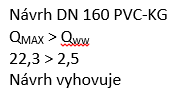 Návrh DN 160 PVC-KG
QMAX > Qww
22,3 > 2,5
Návrh vyhovuje